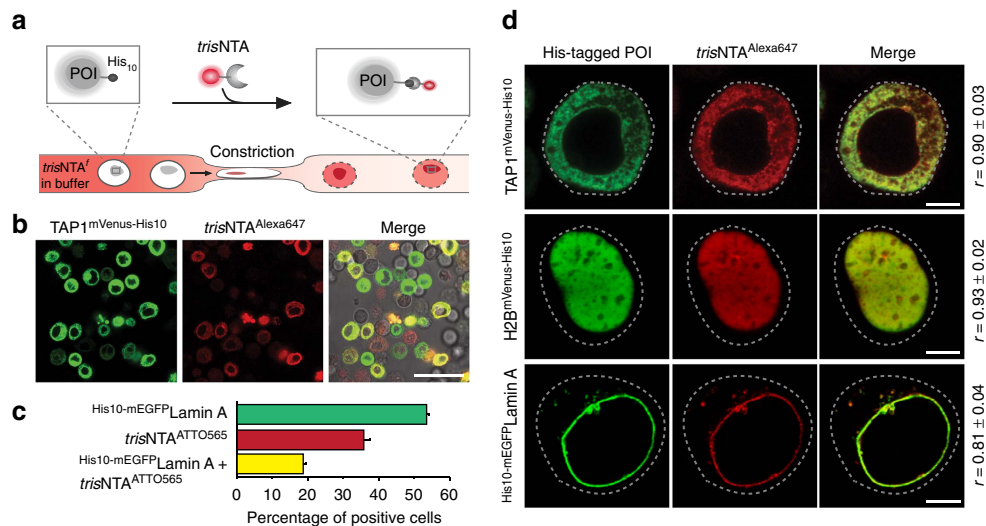 a
POI
His10
trisNTA
POI
trisNTAf
in buffer
Constriction
b
TAP1mVenus-His10
trisNTAAlexa647
Merge
c
His10-mEGFPLamin A
trisNTAATTO565
His10-mEGFPLamin A +
trisNTAATTO565
0
10
20
30
40
50
60
Percentage of positive cells
d
His-tagged POI
trisNTAAlexa647
Merge
TAP1mVenus-His10
r = 0.90 ± 0.03
H2BmVenus-His10
r = 0.93 ± 0.02
His10-mEGFPLamin A
r = 0.81 ± 0.04